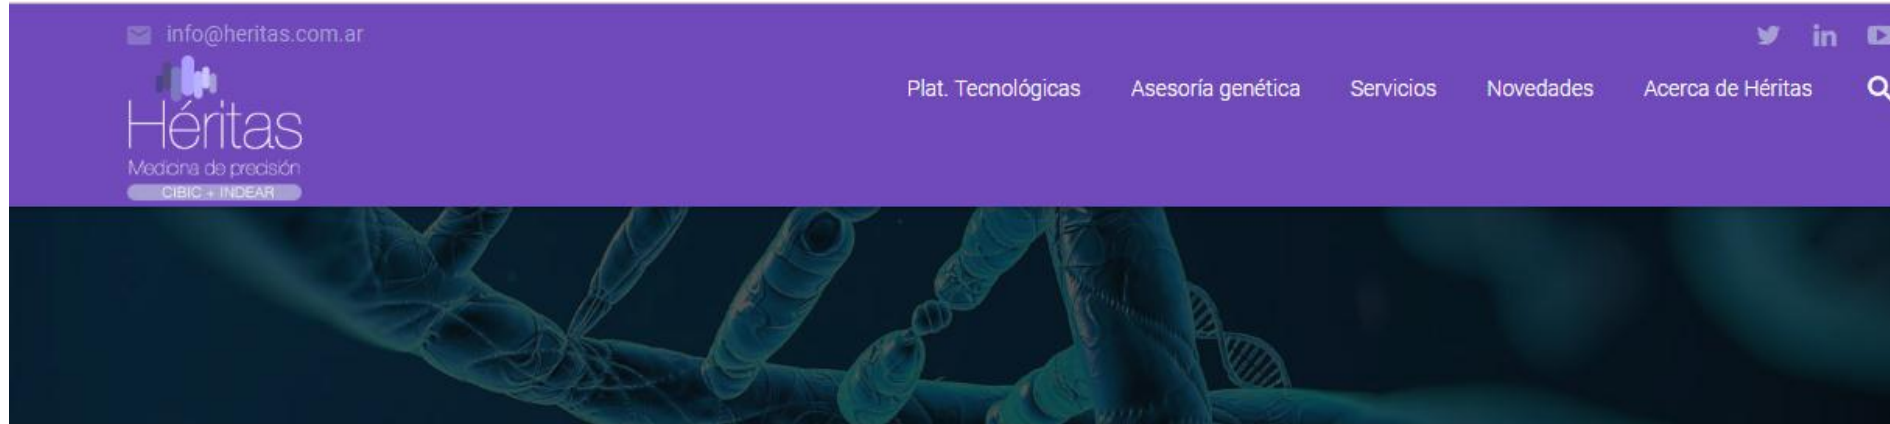 info@heritas.com.ar
Plat. Tecnológicas Asesoría genética Servicios Novedades Acerca de Héritas
Héritas
Medicina de precisión
CIBIC + INDEAR